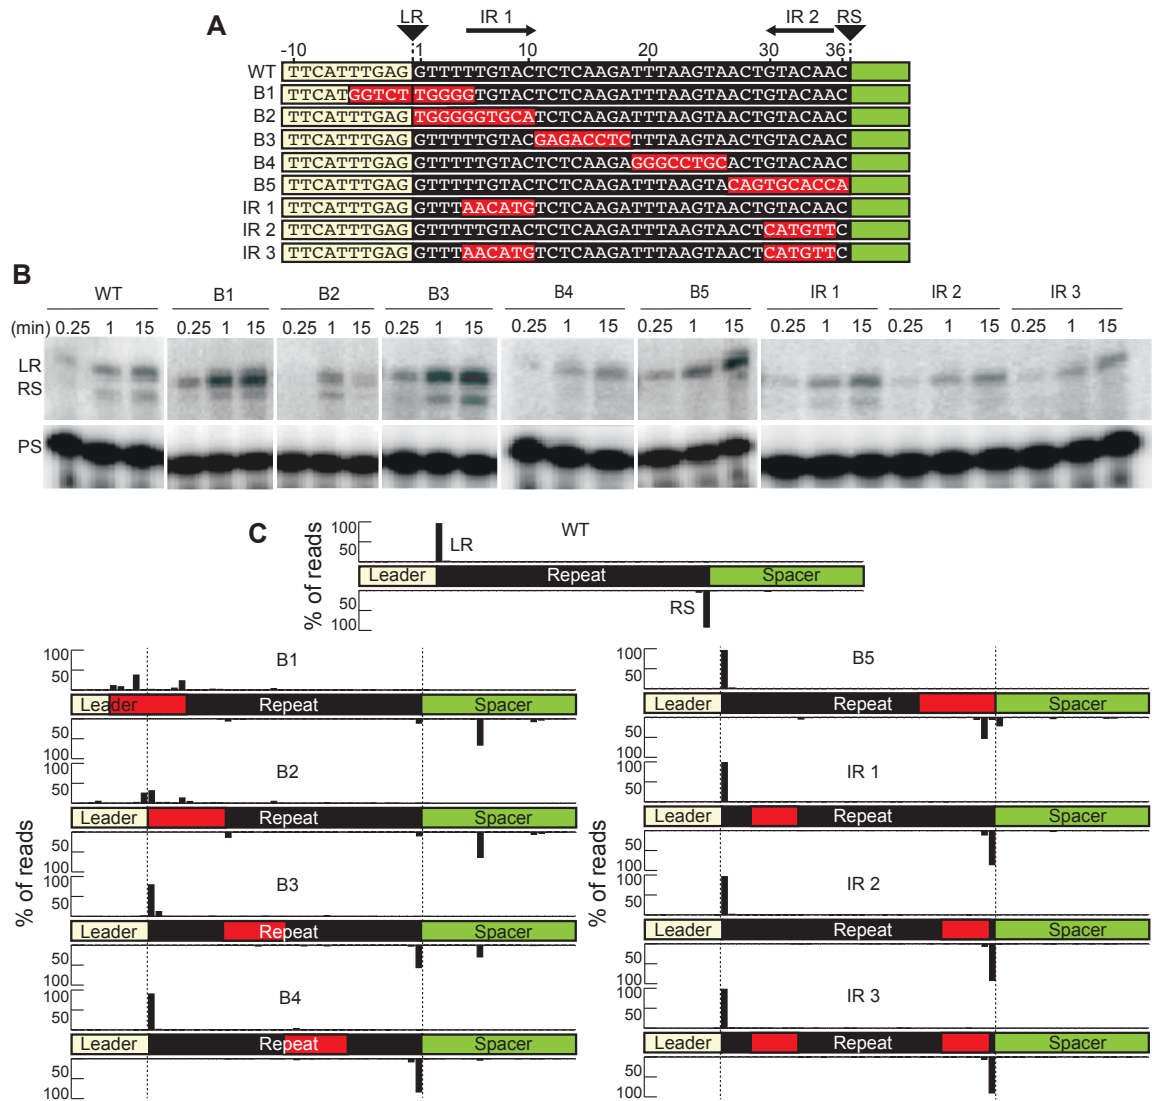 A
LR IR 1 IR 2 RS
-10 1 10 20 30 36
WT TTCATTTGAG GTTTTTGTACTCTCAAGATTTAAGTAACTGTACAAC
B1 TTCATGGTCT TGGGGTGTACTCTCAAGATTTAAGTAACTGTACAAC
B2 TTCATTTGAG TGGGGGTGCATCTCAAGATTTAAGTAACTGTACAAC
B3 TTCATTTGAG GTTTTTGTACGAGACCTCTTTAAGTAACTGTACAAC
B4 TTCATTTGAG GTTTTTGTACTCTCAAGAGGGCCTGCACTGTACAAC
B5 TTCATTTGAG GTTTTTGTACTCTCAAGATTTAAGTACAGTGCACCA
IR 1 TTCATTTGAG GTTTAACATGTCTCAAGATTTAAGTAACTGTACAAC
IR 2 TTCATTTGAG GTTTTTGTACTCTCAAGATTTAAGTAACTCATGTTC
IR 3 TTCATTTGAG GTTTAACATGTCTCAAGATTTAAGTAACTCATGTTC
B
WT B1 B2 B3 B4 B5 IR 1 IR 2 IR 3
(min) 0.25 1 15 0.25 1 15 0.25 1 15 0.25 1 15 0.25 1 15 0.25 1 15 0.25 1 15 0.25 1 15 0.25 1 15
LR
RS
PS
C
% of reads
100
50
LR
WT
Leader Repeat Spacer
50
100
RS
% of reads
100
50
B1
Leader Repeat Spacer
50
100
100
50
B2
Leader Repeat Spacer
50
100
100
50
B3
Leader Repeat Spacer
50
100
100
50
B4
Leader Repeat Spacer
50
100
% of reads
100
50
B5
Leader Repeat Spacer
50
100
100
50
IR 1
Leader Repeat Spacer
50
100
100
50
IR 2
Leader Repeat Spacer
50
100
100
50
IR 3
Leader Repeat Spacer
50
100